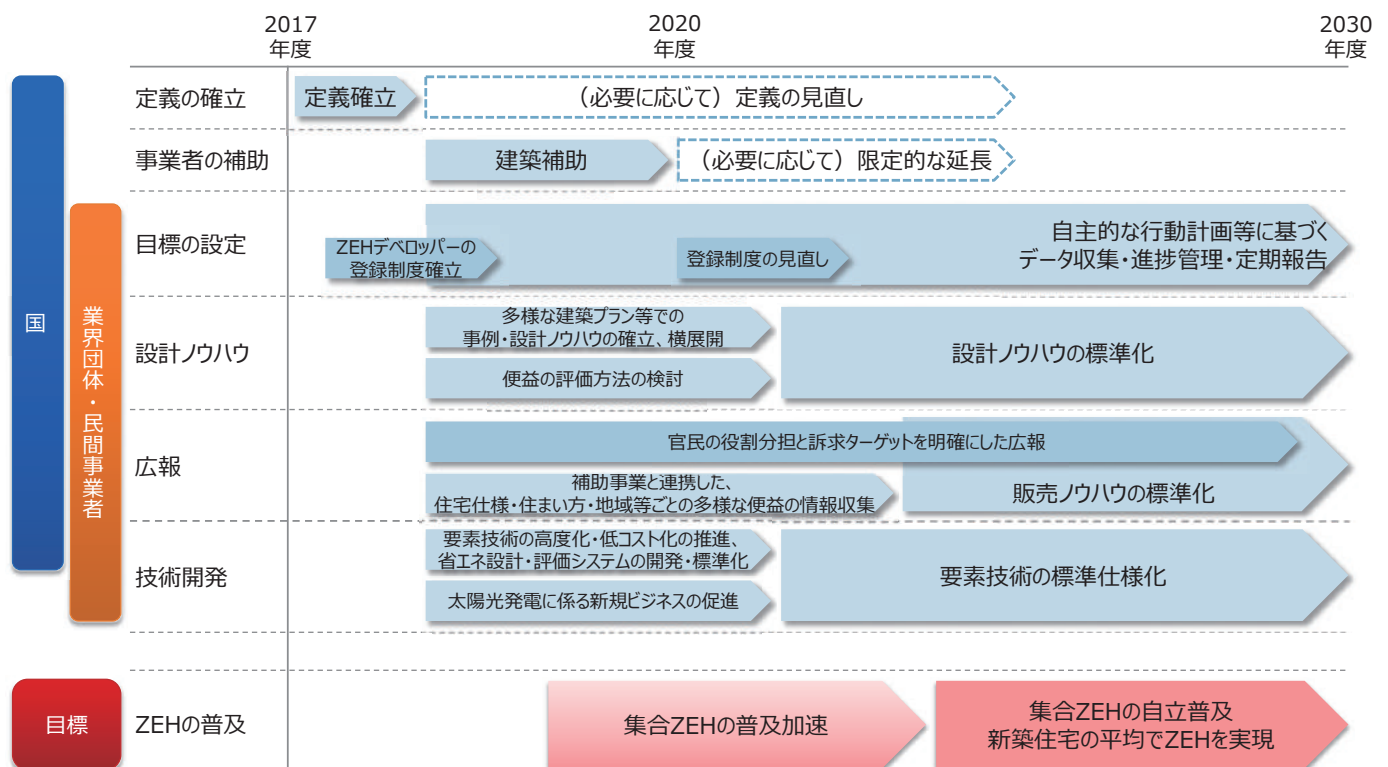 2017
年度
2020
年度
2030
年度
国
業界団体・民間事業者
定義の確立
定義確立
（必要に応じて）定義の見直し
事業者の補助
建築補助
（必要に応じて）限定的な延長
目標の設定
ZEHデベロッパーの
登録制度確立
登録制度の見直し
自主的な行動計画等に基づく
データ収集・進捗管理・定期報告
設計ノウハウ
多様な建築プラン等での
事例・設計ノウハウの確立、横展開
便益の評価方法の検討
設計ノウハウの標準化
広報
官民の役割分担と訴求ターゲットを明確にした広報
補助事業と連携した、
住宅仕様・住まい方・地域等ごとの多様な便益の情報収集
販売ノウハウの標準化
技術開発
要素技術の高度化・低コスト化の推進、
省エネ設計・評価システムの開発・標準化
太陽光発電に係る新規ビジネスの促進
要素技術の標準仕様化
目標
ZEHの普及
集合ZEHの普及加速
集合ZEHの自立普及
新築住宅の平均でZEHを実現